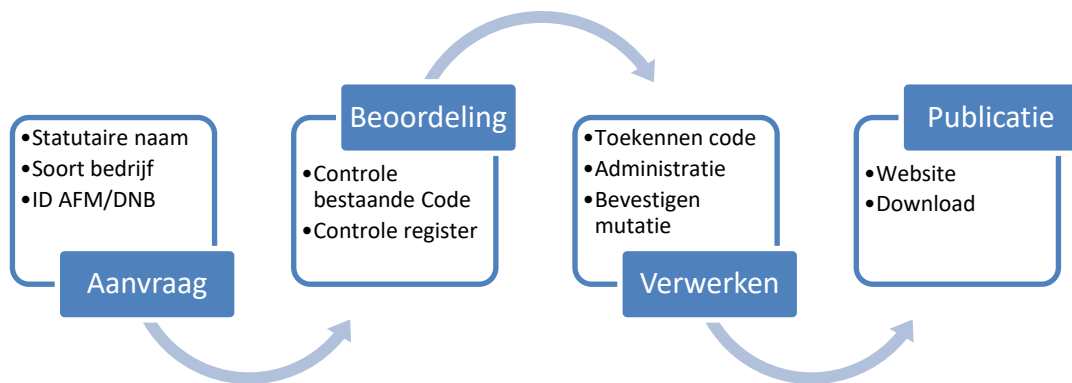 •Statutaire naam
•Soort bedrijf
•ID AFM/DNB
Aanvraag
Beoordeling
•Controle
bestaande Code
•Controle register
•Toekennen code
•Administratie
•Bevestigen
mutatie
Verwerken
Publicatie
•Website
•Download